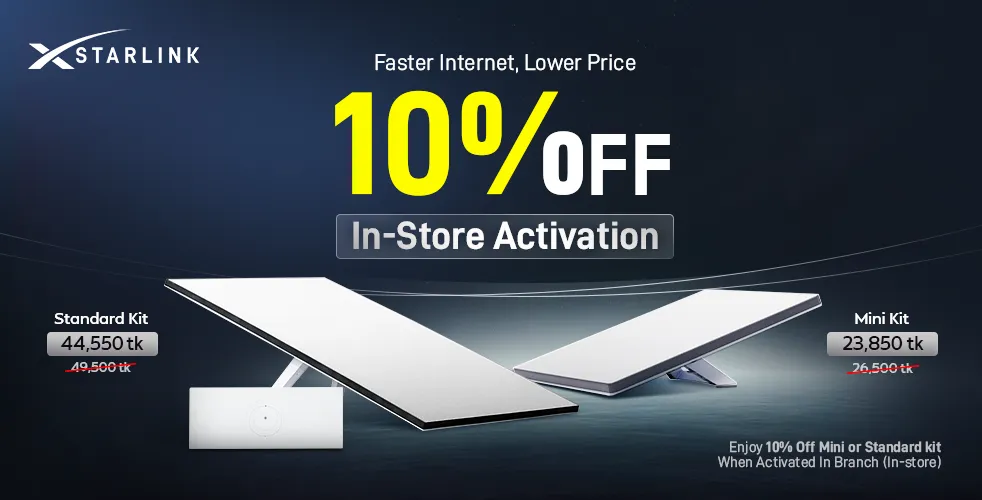 STARLINK
Faster Internet, Lower Price
10% OFF
In-Store Activation
Standard Kit
44,550 tk
49,500 tk
Mini Kit
23,850 tk
26,500 tk
Enjoy 10% Off Mini or Standard kit
When Activated In Branch (In-store)